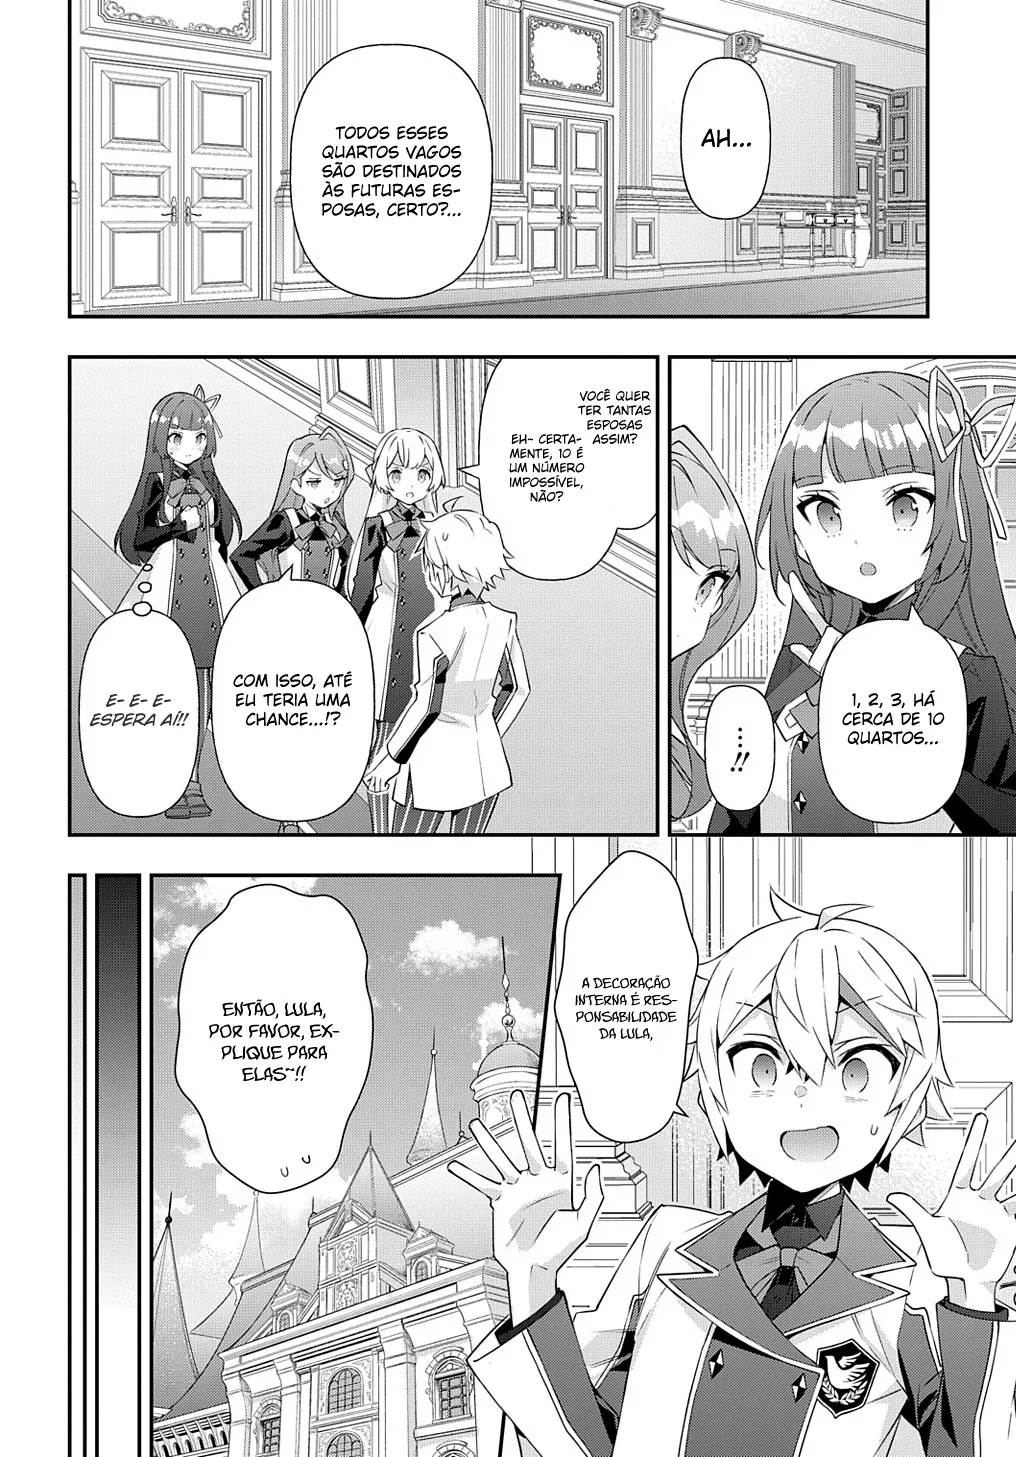 AH...
TODOS ESSES
QUARTOS VAGOS
SÃO DESTINADOS
ÀS FUTURAS ES-
POSAS, CERTO?...
1, 2, 3, HÁ
CERCA DE 10
QUARTOS...
...!!
VOCÊ QUER
TER TANTAS
ESPOSAS
ASSIM?
EH~ CERTA-
MENTE, 10 É
UM NÚMERO
IMPOSSÍVEL,
NÃO?
COM ISSO, ATÉ
EU TERIA UMA
CHANCE...!?
E- E- E-
ESPERA AÍ!!
A DECORAÇÃO
INTERNA É RES-
PONSABILIDADE
DA LULA,
ENTÃO, LULA,
POR FAVOR, EX-
PLIQUE PARA
ELAS~!!